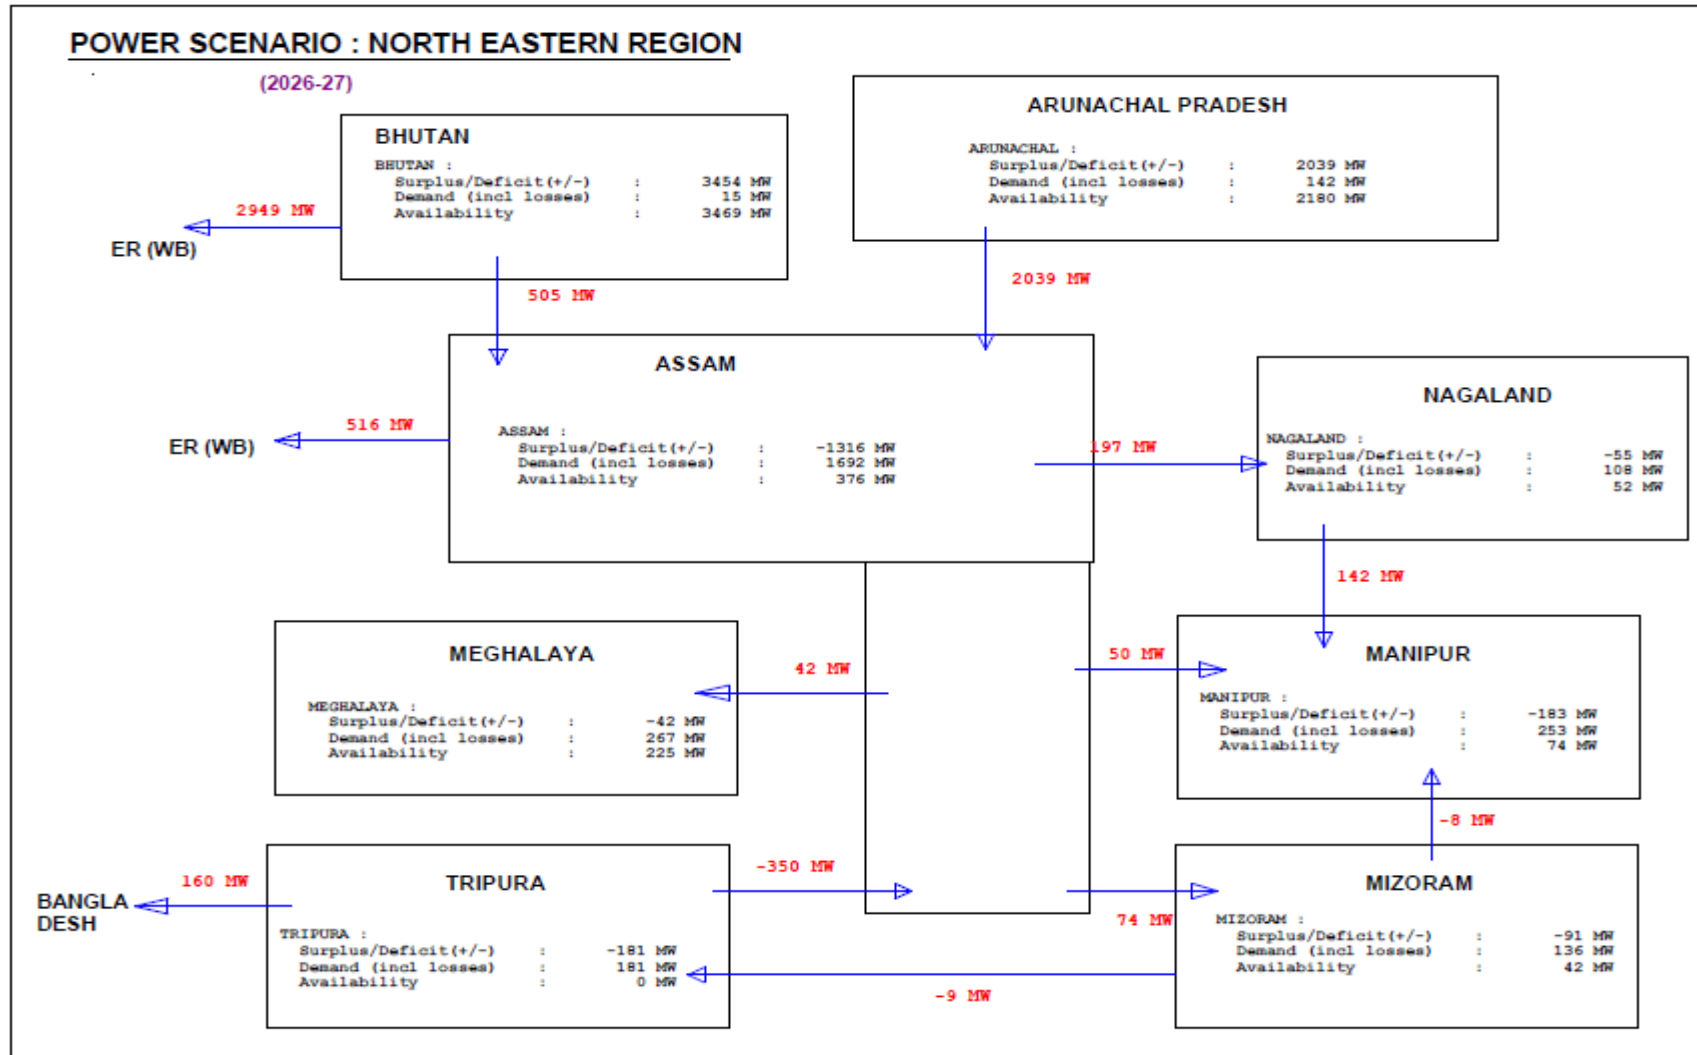 POWER SCENARIO : NORTH EASTERN REGION
(2026-27)
BHUTAN
BHUTAN :
Surplus/Deficit(+/-) : 3454 MW
Demand (incl losses) : 15 MW
Availability : 3469 MW
2949 MW
ER (WB)
505 MW
ARUNACHAL PRADESH
ARUNACHAL :
Surplus/Deficit(+/-) : 2039 MW
Demand (incl losses) : 142 MW
Availability : 2180 MW
2039 MW
ASSAM
ASSAM :
Surplus/Deficit(+/-) : -1316 MW
Demand (incl losses) : 1692 MW
Availability : 376 MW
516 MW
ER (WB)
197 MW
NAGALAND
NAGALAND :
Surplus/Deficit(+/-) : -55 MW
Demand (incl losses) : 108 MW
Availability : 52 MW
142 MW
MEGHALAYA
MEGHALAYA :
Surplus/Deficit(+/-) : -42 MW
Demand (incl losses) : 267 MW
Availability : 225 MW
42 MW
50 MW
MANIPUR
MANIPUR :
Surplus/Deficit(+/-) : -183 MW
Demand (incl losses) : 253 MW
Availability : 74 MW
-8 MW
160 MW
BANGLA
DESH
TRIPURA
TRIPURA :
Surplus/Deficit(+/-) : -181 MW
Demand (incl losses) : 181 MW
Availability : 0 MW
-350 MW
74 MW
-9 MW
MIZORAM
MIZORAM :
Surplus/Deficit(+/-) : -91 MW
Demand (incl losses) : 136 MW
Availability : 42 MW